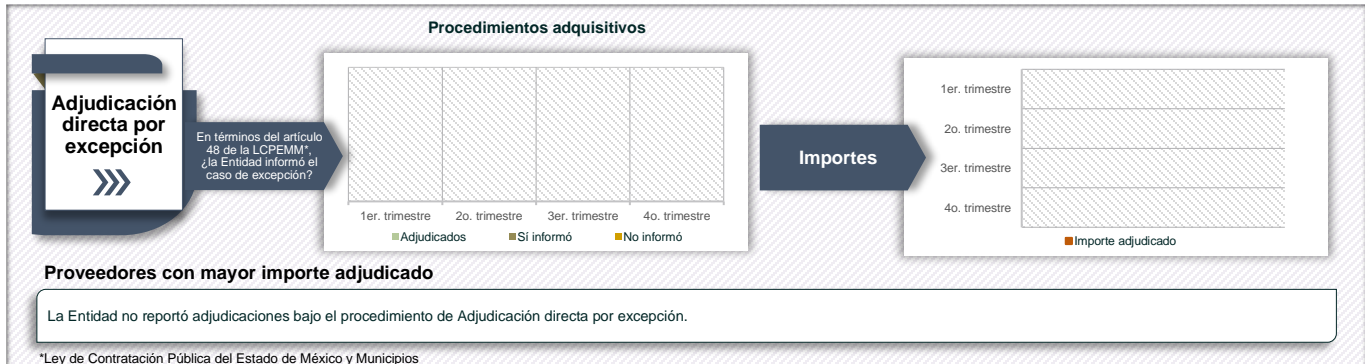 Procedimientos adquisitivos
Adjudicación
directa por
excepción
En términos del artículo
48 de la LCPEMM*,
¿la Entidad informó el
caso de excepción?
1er. trimestre 2o. trimestre 3er. trimestre 4o. trimestre
Adjudicados Sí informó No informó
Importes
1er. trimestre
2o. trimestre
3er. trimestre
4o. trimestre
Importe adjudicado
Proveedores con mayor importe adjudicado
La Entidad no reportó adjudicaciones bajo el procedimiento de Adjudicación directa por excepción.
*Ley de Contratación Pública del Estado de México y Municipios